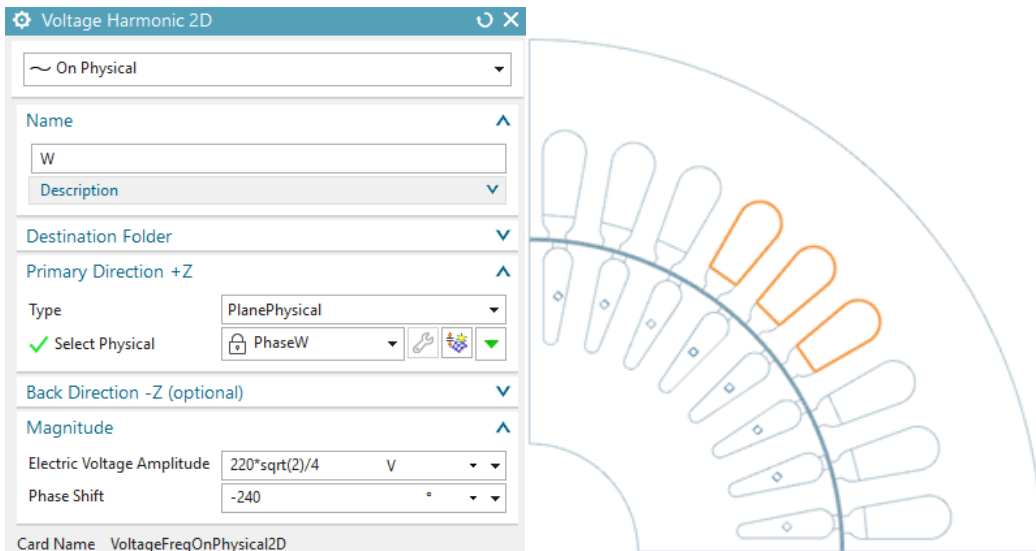 Voltage Harmonic 2D
On Physical
Name
W
Description
Destination Folder
Primary Direction +Z
Type PlanePhysical
Select Physical PhaseW
Back Direction -Z (optional)
Magnitude
Electric Voltage Amplitude 220*sqrt(2)/4 V
Phase Shift -240 °
Card Name VoltageFreqOnPhysical2D